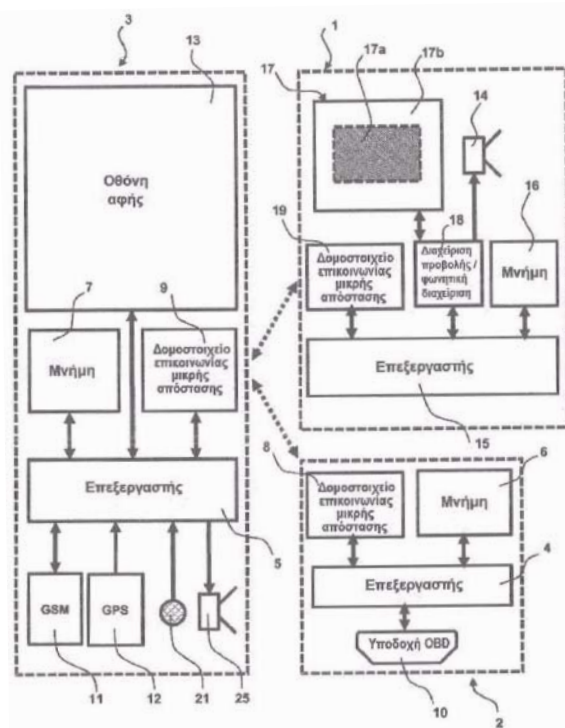 3
13
Οθόνη
αφής
7
9
Μνήμη
Δομοστοιχείο
επικοινωνίας
μικρής
απόστασης
Επεξεργαστής
5
GSM
GPS
11
12
21
25
1
17
17a
17b
14
19
18
16
Δομοστοιχείο
επικοινωνίας
μικρής
απόστασης
Διαχείριση
προβολής /
φωνητική
διαχείριση
Μνήμη
Επεξεργαστής
15
8
6
Δομοστοιχείο
επικοινωνίας
μικρής
απόστασης
Μνήμη
4
Επεξεργαστής
Υποδοχή OBD
10
2